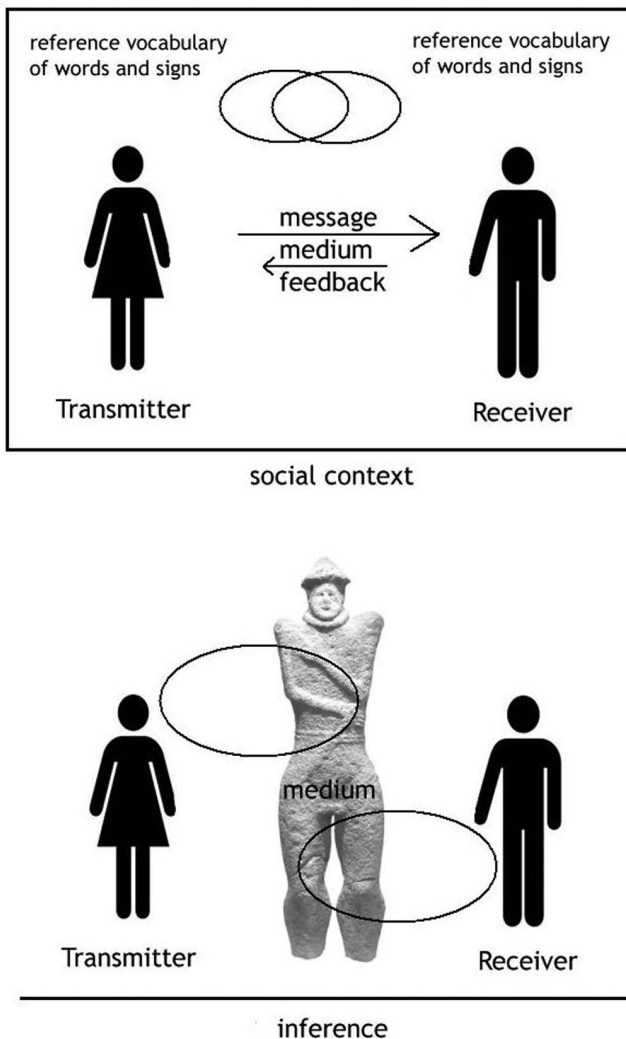 reference vocabulary
of words and signs
reference vocabulary
of words and signs
message
medium
feedback
Transmitter
Receiver
social context
medium
Transmitter
Receiver
inference